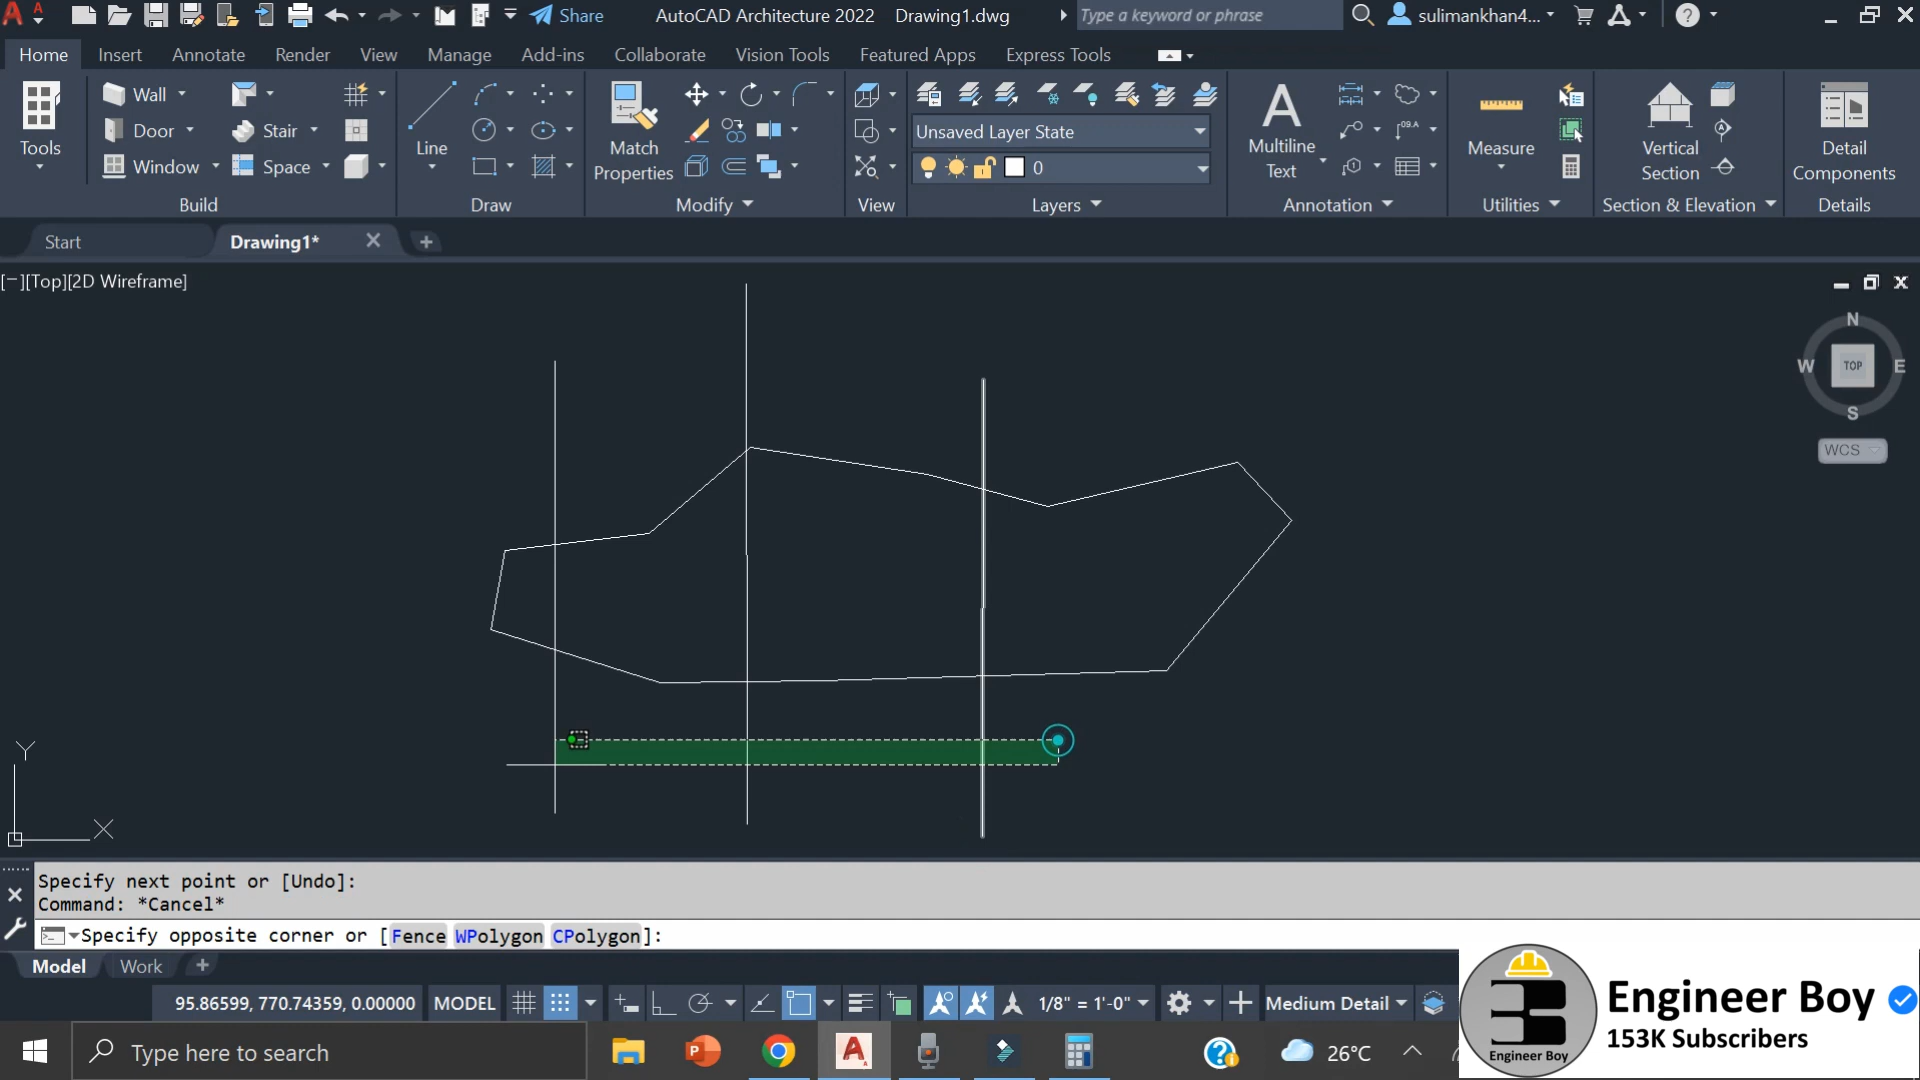 Share
AutoCAD Architecture 2022 Drawing1.dwg
Type a keyword or phrase
sulimankhan4...
Home Insert Annotate Render View Manage Add-ins Collaborate Vision Tools Featured Apps Express Tools
Tools
Wall
Door
Window
Stair
Space
Build
Line
Draw
Match
Properties
Modify
View
Unsaved Layer State
0
Layers
Multiline
Text
.09.A
Annotation
Measure
Utilities
Vertical
Section
Section & Elevation
Detail
Components
Details
Start
Drawing1*
[−][Top][2D Wireframe]
N
W TOP E
S
WCS
Y
X
Specify next point or [Undo]:
Command: *Cancel*
Specify opposite corner or [Fence WPolygon CPolygon]:
Model Work
95.86599, 770.74359, 0.00000 MODEL
1/8" = 1'-0"
Medium Detail
Engineer Boy
153K Subscribers
Engineer Boy
Type here to search
26°C